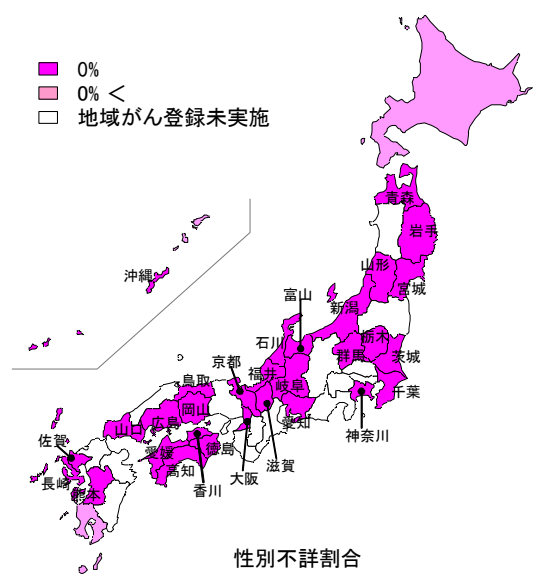 0%
0% <
地域がん登録未実施
青森
岩手
山形
宮城
沖縄
富山
新潟
石川
栃木
京都
福井
群馬
茨城
鳥取
岐阜
千葉
岡山
広島
山口
愛知
神奈川
佐賀
愛媛
徳島
滋賀
大阪
高知
長崎
熊本
香川
性別不詳割合